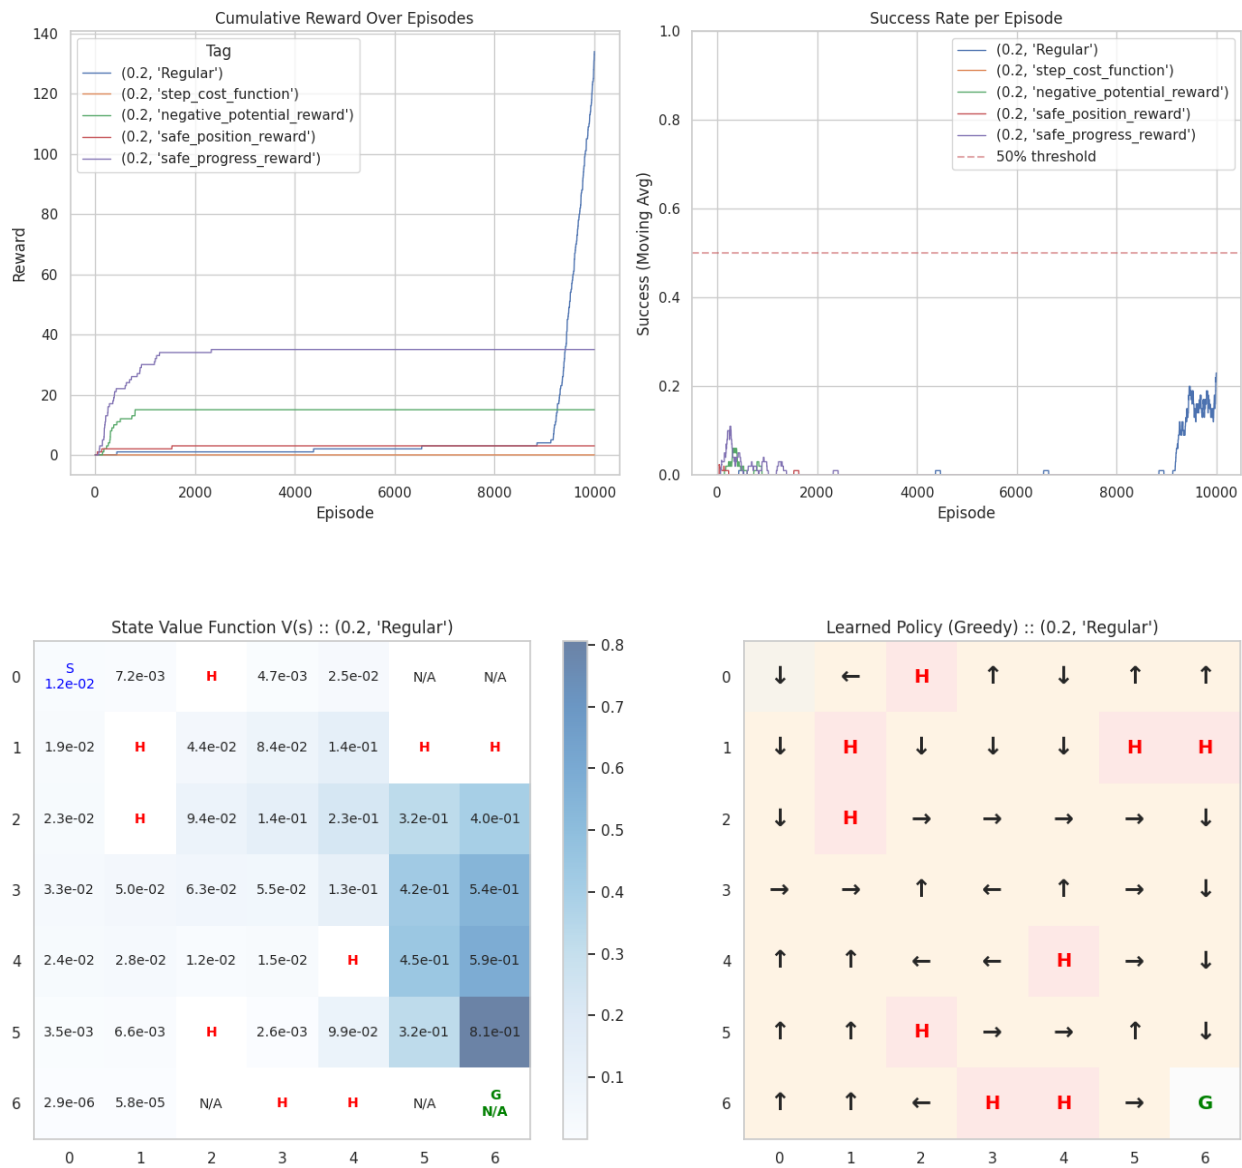 Cumulative Reward Over Episodes
140
120
100
80
60
40
20
0
Reward
Tag
(0.2, 'Regular')
(0.2, 'step_cost_function')
(0.2, 'negative_potential_reward')
(0.2, 'safe_position_reward')
(0.2, 'safe_progress_reward')
0 2000 4000 6000 8000 10000
Episode
Success Rate per Episode
1.0
0.8
0.6
0.4
0.2
0.0
Success (Moving Avg)
(0.2, 'Regular')
(0.2, 'step_cost_function')
(0.2, 'negative_potential_reward')
(0.2, 'safe_position_reward')
(0.2, 'safe_progress_reward')
50% threshold
0 2000 4000 6000 8000 10000
Episode
State Value Function V(s) :: (0.2, 'Regular')
S
0 1.2e-02 7.2e-03 H 4.7e-03 2.5e-02 N/A N/A
1 1.9e-02 H 4.4e-02 8.4e-02 1.4e-01 H H
2 2.3e-02 H 9.4e-02 1.4e-01 2.3e-01 3.2e-01 4.0e-01
3 3.3e-02 5.0e-02 6.3e-02 5.5e-02 1.3e-01 4.2e-01 5.4e-01
4 2.4e-02 2.8e-02 1.2e-02 1.5e-02 H 4.5e-01 5.9e-01
5 3.5e-03 6.6e-03 H 2.6e-03 9.9e-02 3.2e-01 8.1e-01
G
6 2.9e-06 5.8e-05 N/A H H N/A N/A
0 1 2 3 4 5 6
0.8
0.7
0.6
0.5
0.4
0.3
0.2
0.1
Learned Policy (Greedy) :: (0.2, 'Regular')
0 ↓ ← H ↑ ↓ ↑ ↑
1 ↓ H ↓ ↓ ↓ H H
2 ↓ H → → → → ↓
3 → → ↑ ← ↑ → ↓
4 ↑ ↑ ← ← H → ↓
5 ↑ ↑ H → → ↑ ↓
6 ↑ ↑ ← H H → G
0 1 2 3 4 5 6